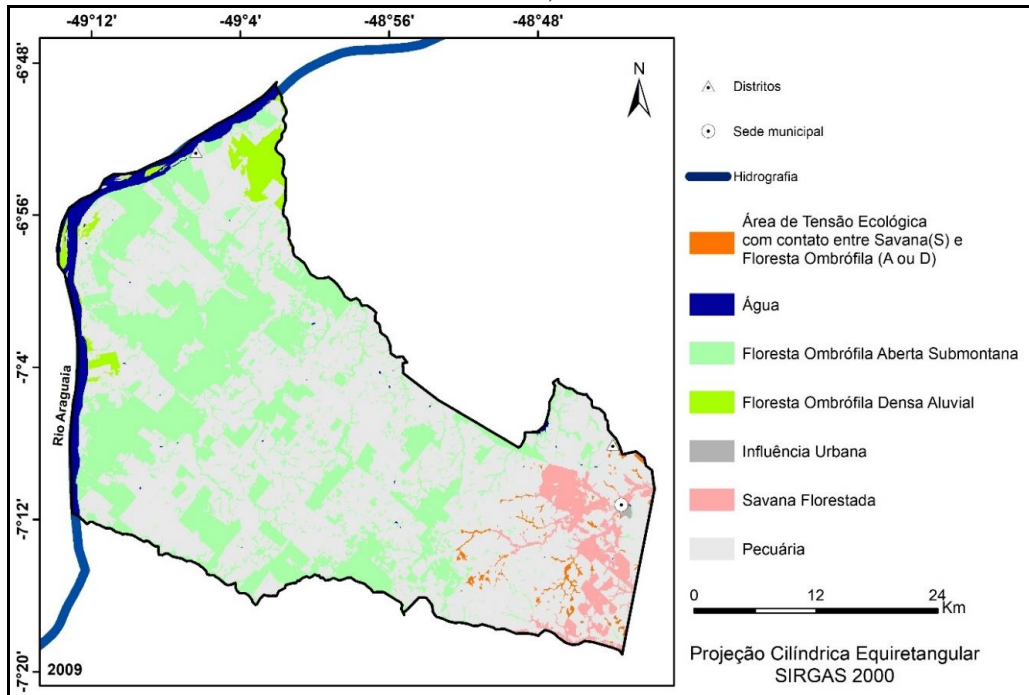 -49°12'
-49°4'
-48°56'
-48°48'
-6°48'
-6°56'
-7°4'
-7°12'
-7°20'
N
Rio Araguaia
2009
Distritos
Sede municipal
Hidrografia
Área de Tensão Ecológica
com contato entre Savana(S) e
Floresta Ombrófila (A ou D)
Água
Floresta Ombrófila Aberta Submontana
Floresta Ombrófila Densa Aluvial
Influência Urbana
Savana Florestada
Pecuária
0
12
24
Km
Projeção Cilíndrica Equiretangular
SIRGAS 2000